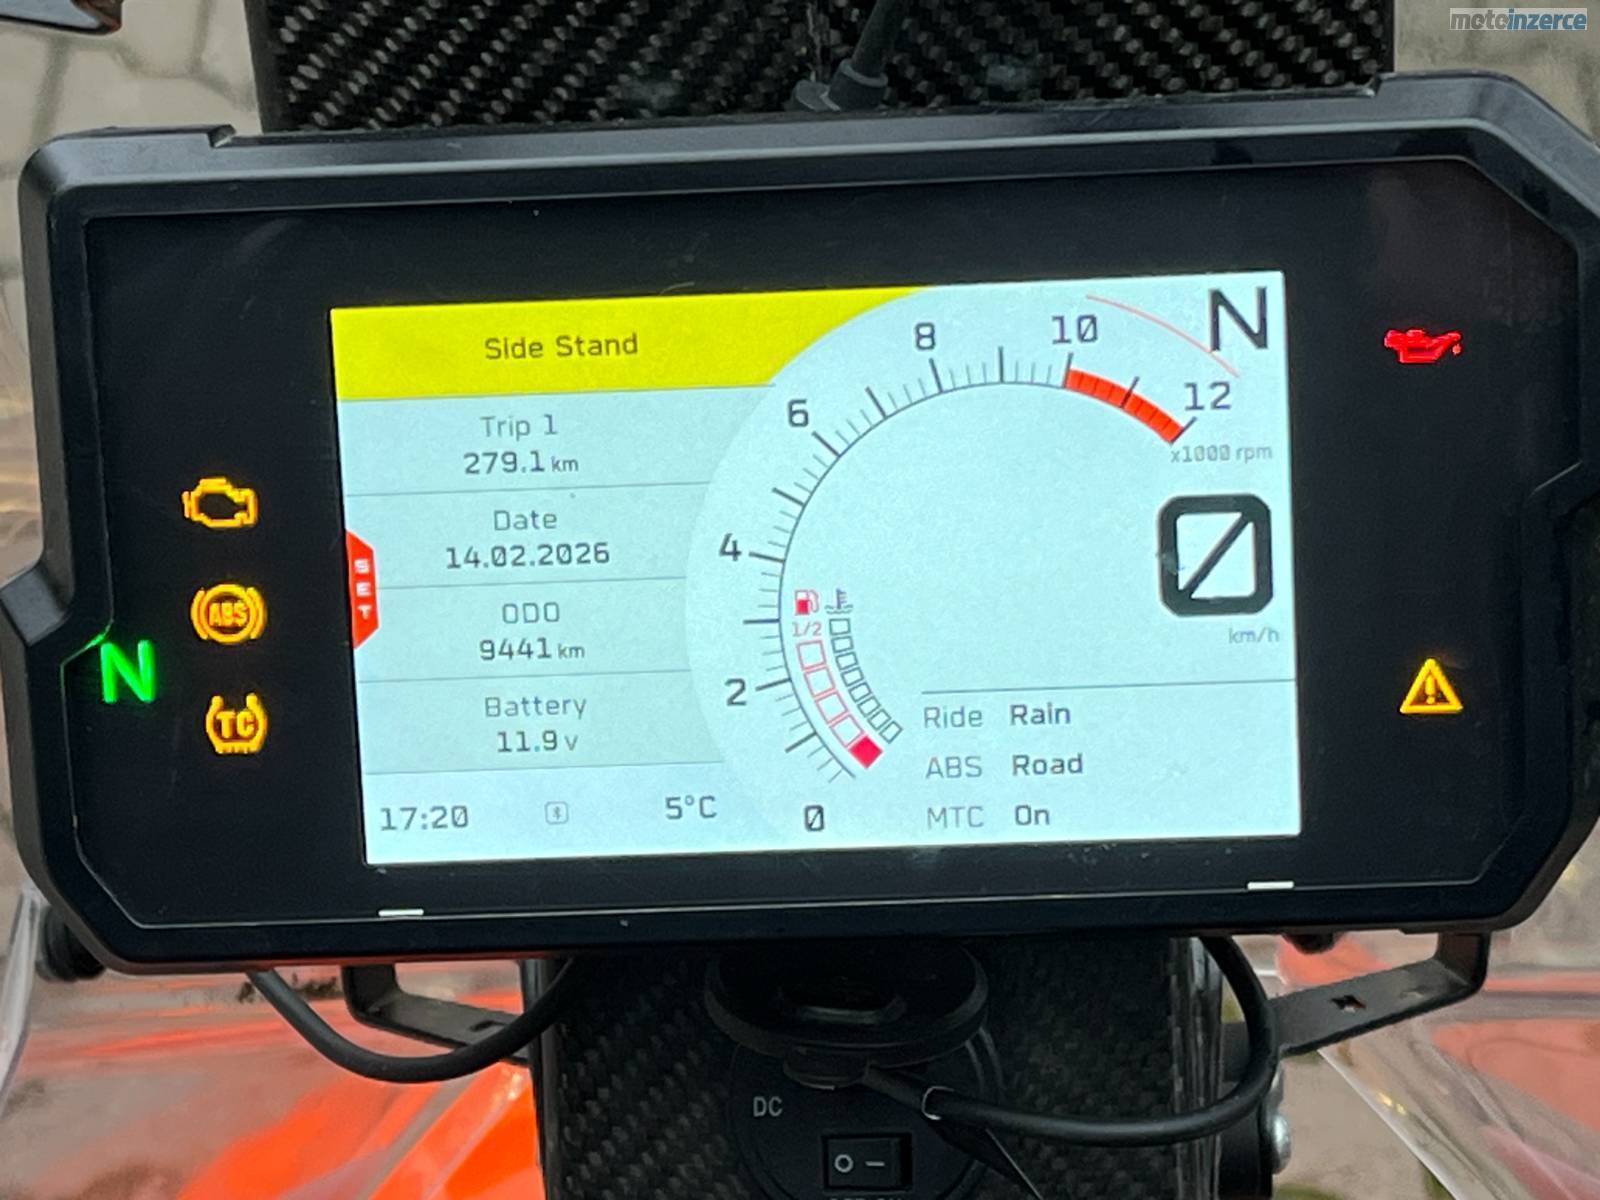 motoinzerce
Side Stand
Trip 1
279.1 km
Date
14.02.2026
ODO
9441 km
Battery
11.9 V
17:20
5°C
SET
N
ABS
TC
0
2
4
6
8
10
12
x1000 rpm
N
1/2
0
km/h
Ride Rain
ABS Road
MTC On
DC